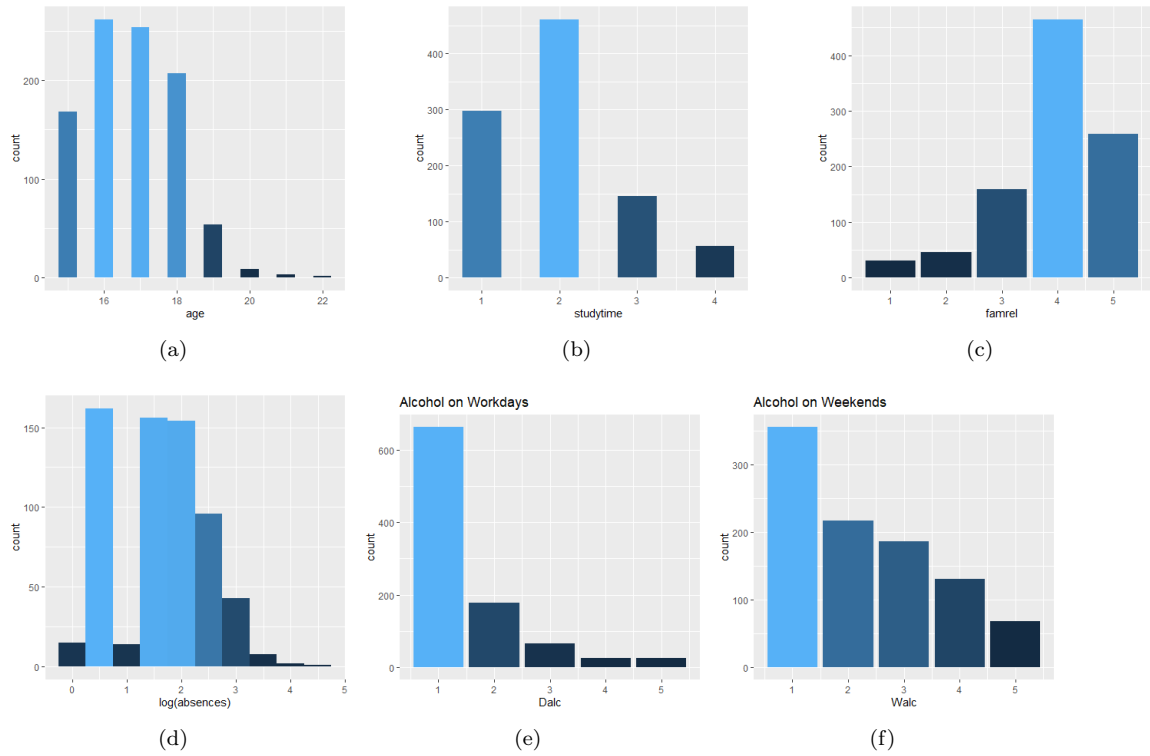 count
200
100
0
16
18
20
22
age
(a)
count
400
300
200
100
0
1
2
3
4
studytime
(b)
count
400
300
200
100
0
1
2
3
4
5
famrel
(c)
count
150
100
50
0
0
1
2
3
4
5
log(absences)
(d)
Alcohol on Workdays
count
600
400
200
0
1
2
3
4
5
Dalc
(e)
Alcohol on Weekends
count
300
200
100
0
1
2
3
4
5
Walc
(f)